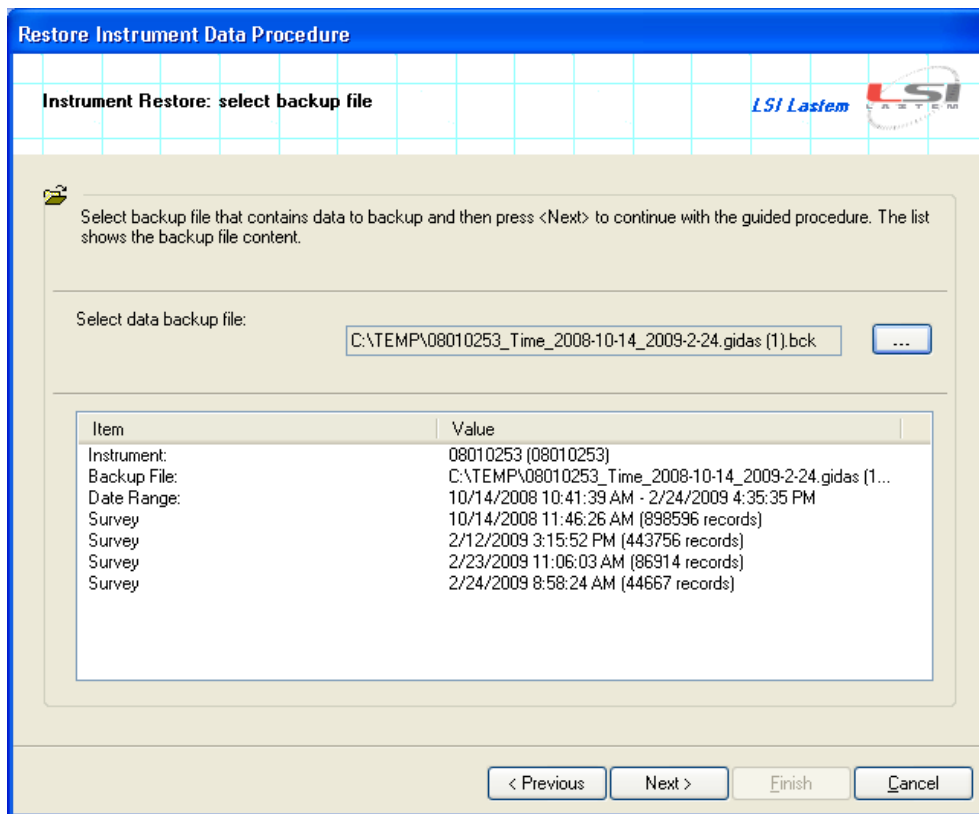 Restore Instrument Data Procedure
Instrument Restore: select backup file
LSI Lastem
LSI
LASTEM
Select backup file that contains data to backup and then press <Next> to continue with the guided procedure. The list
shows the backup file content.
Select data backup file:
C:\TEMP\08010253_Time_2008-10-14_2009-2-24.gidas (1).bck
...
Item Value
Instrument: 08010253 (08010253)
Backup File: C:\TEMP\08010253_Time_2008-10-14_2009-2-24.gidas (1...
Date Range: 10/14/2008 10:41:39 AM - 2/24/2009 4:35:35 PM
Survey 10/14/2008 11:46:26 AM (898596 records)
Survey 2/12/2009 3:15:52 PM (443756 records)
Survey 2/23/2009 11:06:03 AM (86914 records)
Survey 2/24/2009 8:58:24 AM (44667 records)
< Previous Next > Finish Cancel